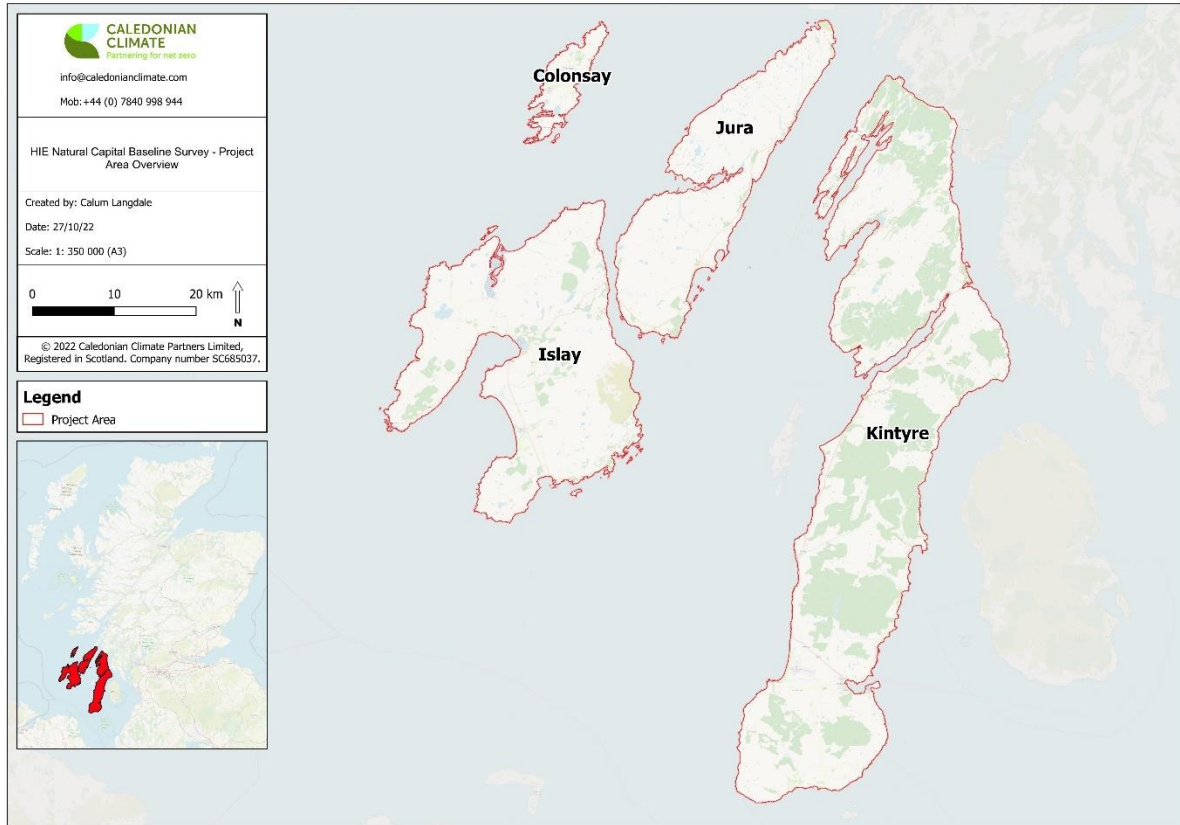 CALEDONIAN
CLIMATE
Partnering for net zero
info@caledonianclimate.com
Mob:+44 (0) 7840 998 944
HIE Natural Capital Baseline Survey - Project
Area Overview
Created by: Calum Langdale
Date: 27/10/22
Scale: 1: 350 000 (A3)
0 10 20 km
N
© 2022 Caledonian Climate Partners Limited,
Registered in Scotland. Company number SC685037.
Legend
Project Area
Colonsay
Jura
Islay
Kintyre